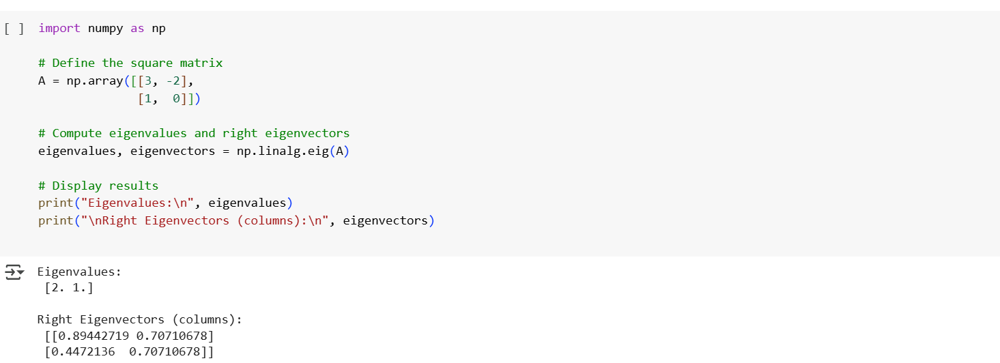 [ ] import numpy as np
# Define the square matrix
A = np.array([[3, -2],
              [1,  0]])
# Compute eigenvalues and right eigenvectors
eigenvalues, eigenvectors = np.linalg.eig(A)
# Display results
print("Eigenvalues:\n", eigenvalues)
print("\nRight Eigenvectors (columns):\n", eigenvectors)
Eigenvalues:
 [2. 1.]
Right Eigenvectors (columns):
 [[0.89442719 0.70710678]
 [0.4472136  0.70710678]]